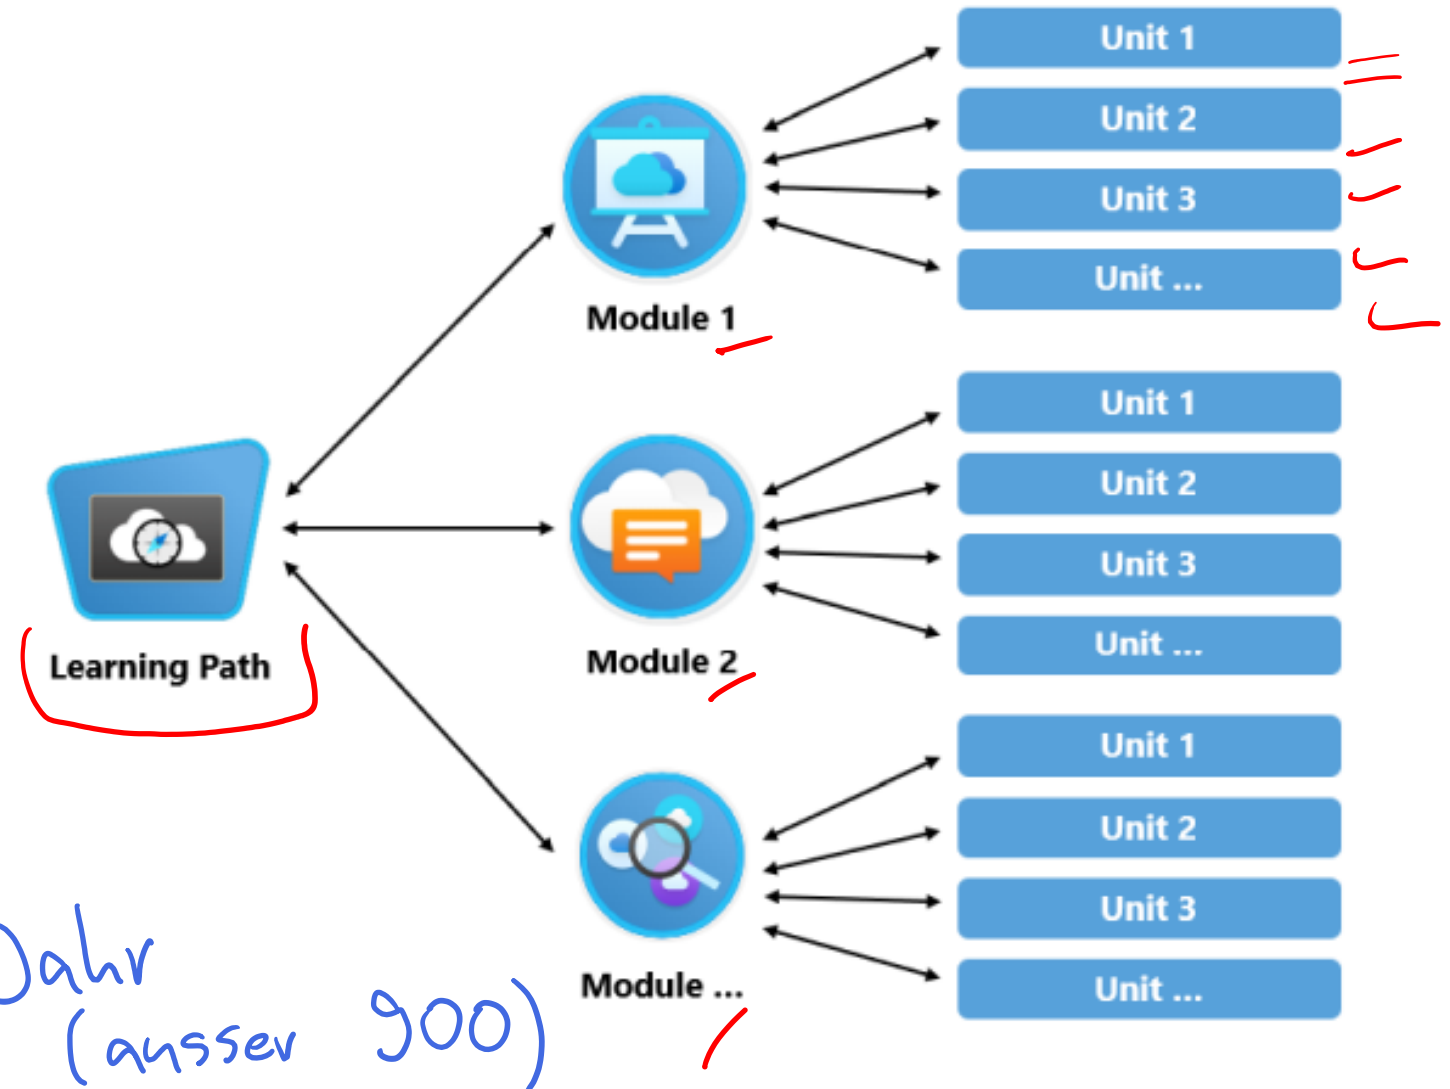 Unit 1
Unit 2
Unit 3
Unit ...
Module 1
Unit 1
Unit 2
Unit 3
Unit ...
Learning Path
Module 2
Unit 1
Unit 2
Unit 3
Unit ...
Module ...
Jahr
(ausser 900)